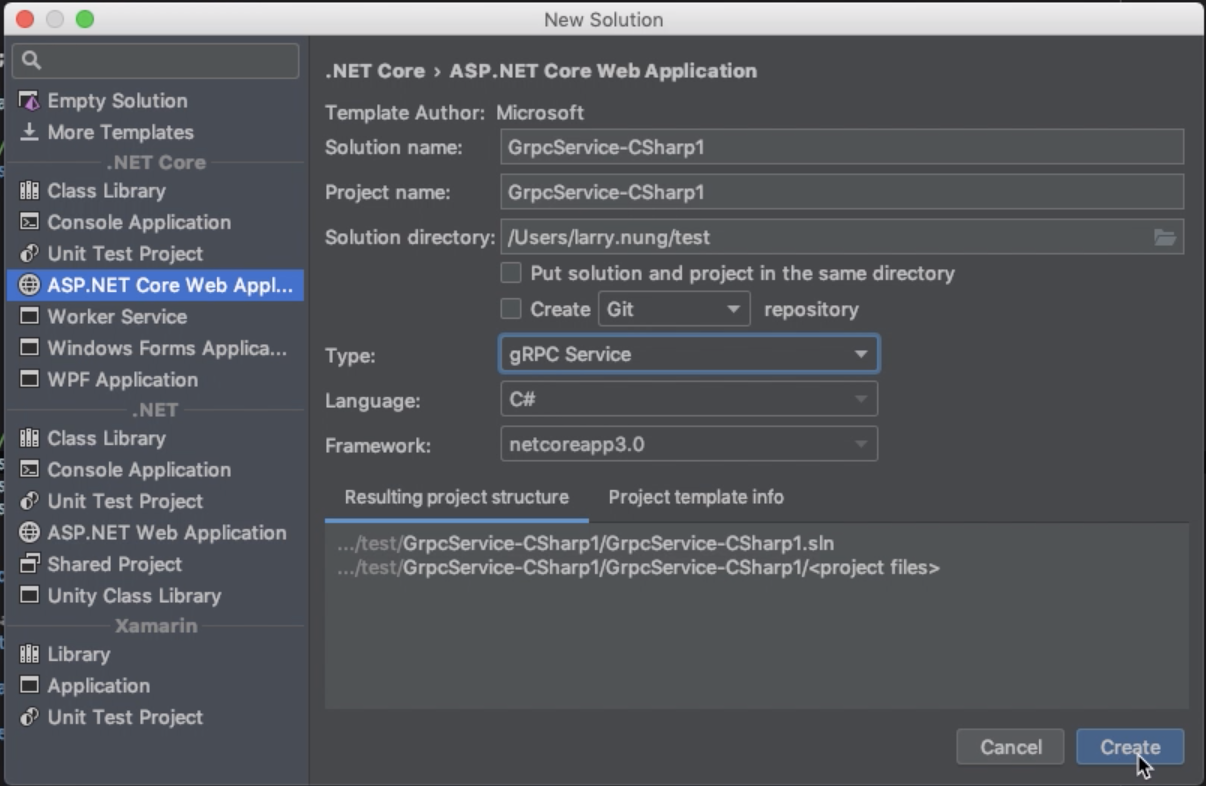 New Solution
Empty Solution
More Templates
.NET Core
Class Library
Console Application
Unit Test Project
ASP.NET Core Web Appl...
Worker Service
Windows Forms Applica...
WPF Application
.NET
Class Library
Console Application
Unit Test Project
ASP.NET Web Application
Shared Project
Unity Class Library
Xamarin
Library
Application
Unit Test Project
.NET Core › ASP.NET Core Web Application
Template Author: Microsoft
Solution name: GrpcService-CSharp1
Project name: GrpcService-CSharp1
Solution directory: /Users/larry.nung/test
Put solution and project in the same directory
Create Git repository
Type: gRPC Service
Language: C#
Framework: netcoreapp3.0
Resulting project structure Project template info
.../test/GrpcService-CSharp1/GrpcService-CSharp1.sln
.../test/GrpcService-CSharp1/GrpcService-CSharp1/<project files>
Cancel Create